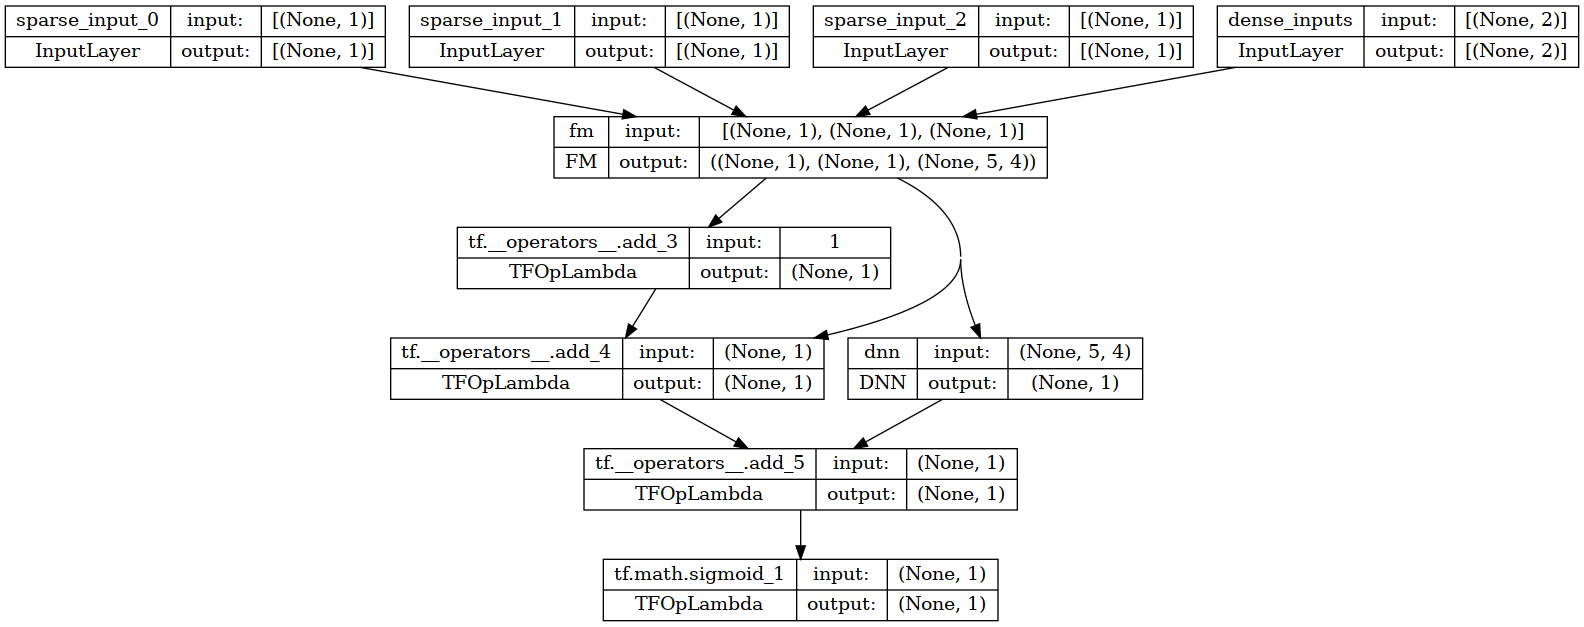 sparse_input_0 input: [(None, 1)]
InputLayer output: [(None, 1)]
sparse_input_1 input: [(None, 1)]
InputLayer output: [(None, 1)]
sparse_input_2 input: [(None, 1)]
InputLayer output: [(None, 1)]
dense_inputs input: [(None, 2)]
InputLayer output: [(None, 2)]
fm input: [(None, 1), (None, 1), (None, 1)]
FM output: ((None, 1), (None, 1), (None, 5, 4))
tf.__operators__.add_3 input: 1
TFOpLambda output: (None, 1)
tf.__operators__.add_4 input: (None, 1)
TFOpLambda output: (None, 1)
dnn input: (None, 5, 4)
DNN output: (None, 1)
tf.__operators__.add_5 input: (None, 1)
TFOpLambda output: (None, 1)
tf.math.sigmoid_1 input: (None, 1)
TFOpLambda output: (None, 1)